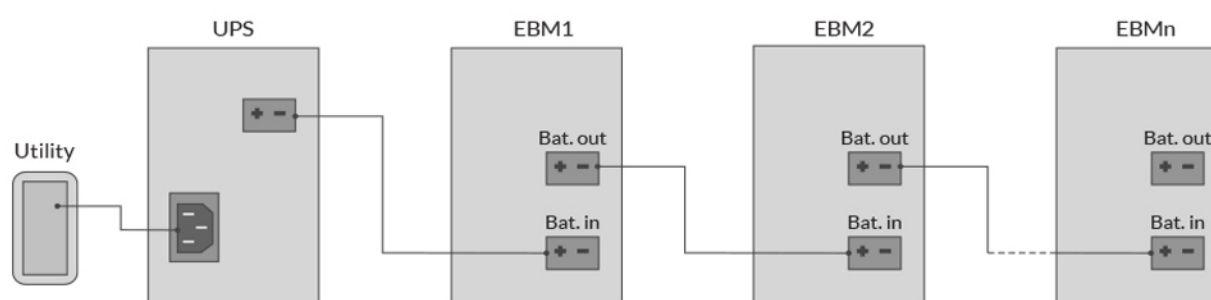 UPS
EBM1
EBM2
EBMn
Utility
+ -
Bat. out
+ -
Bat. in
+ -
Bat. out
+ -
Bat. in
+ -
Bat. out
+ -
Bat. in
+ -